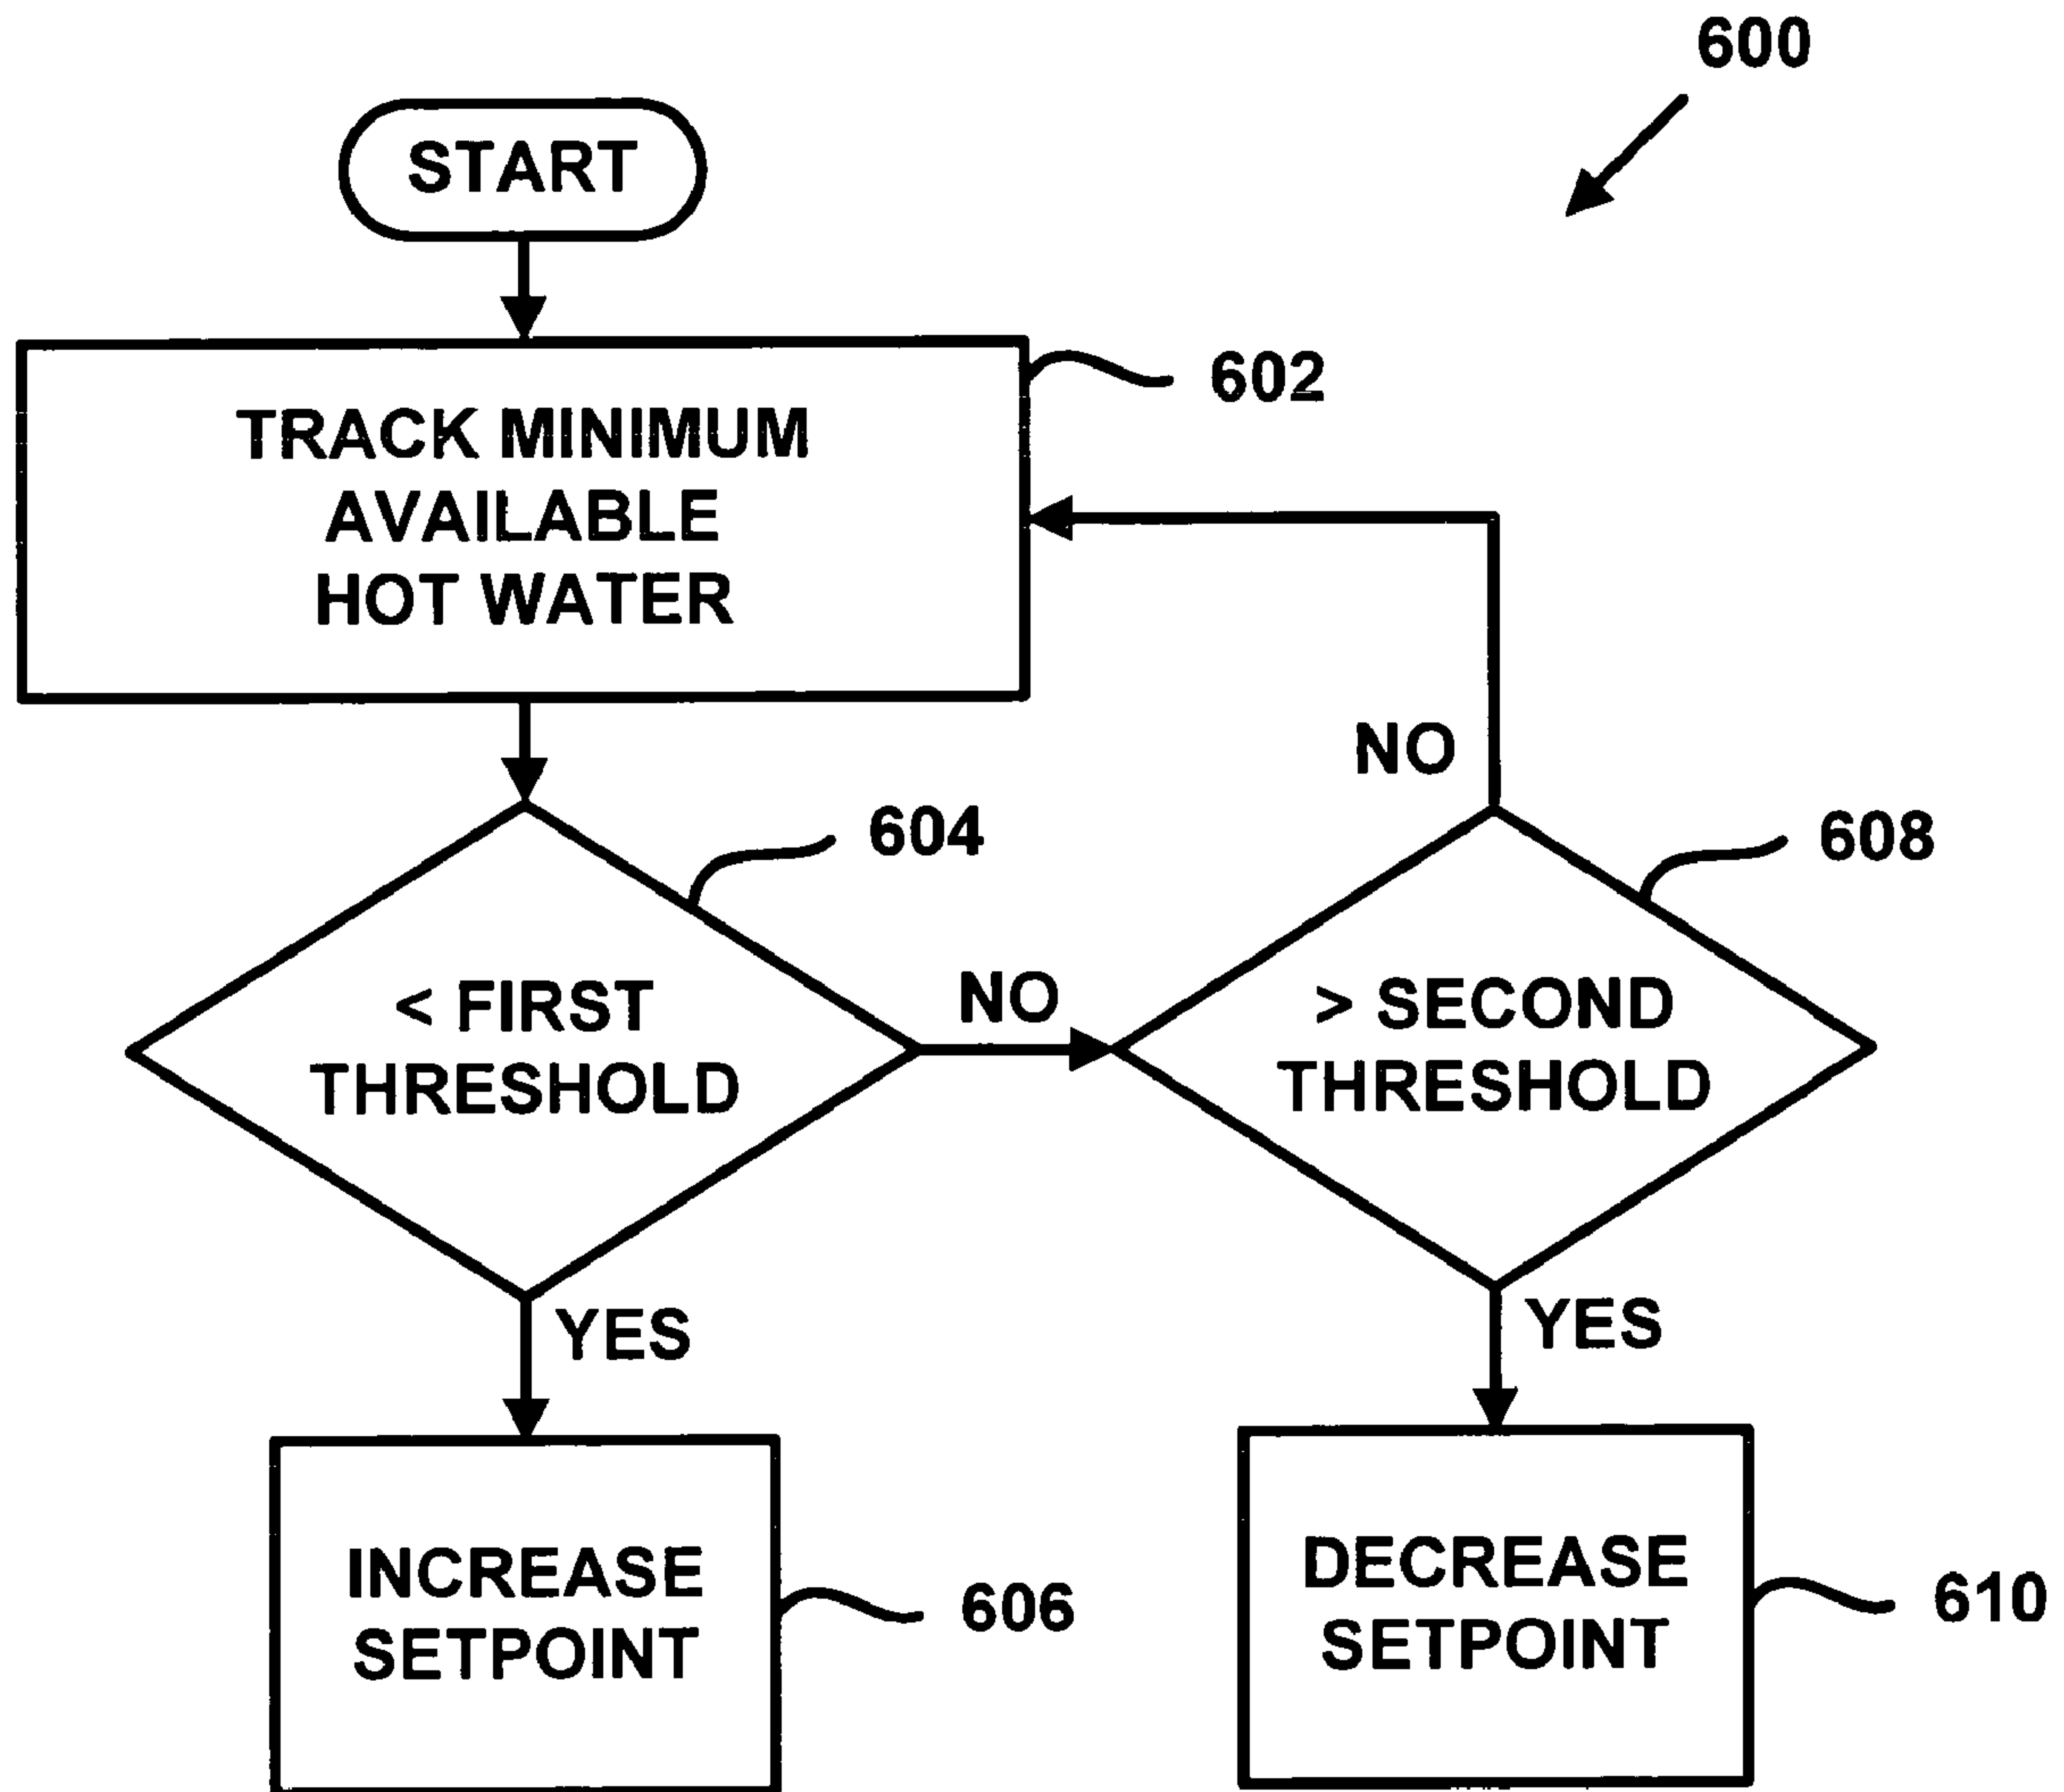 600
START
602
TRACK MINIMUM
AVAILABLE
HOT WATER
NO
604
608
< FIRST
THRESHOLD
NO
> SECOND
THRESHOLD
YES
YES
INCREASE
SETPOINT
606
DECREASE
SETPOINT
610